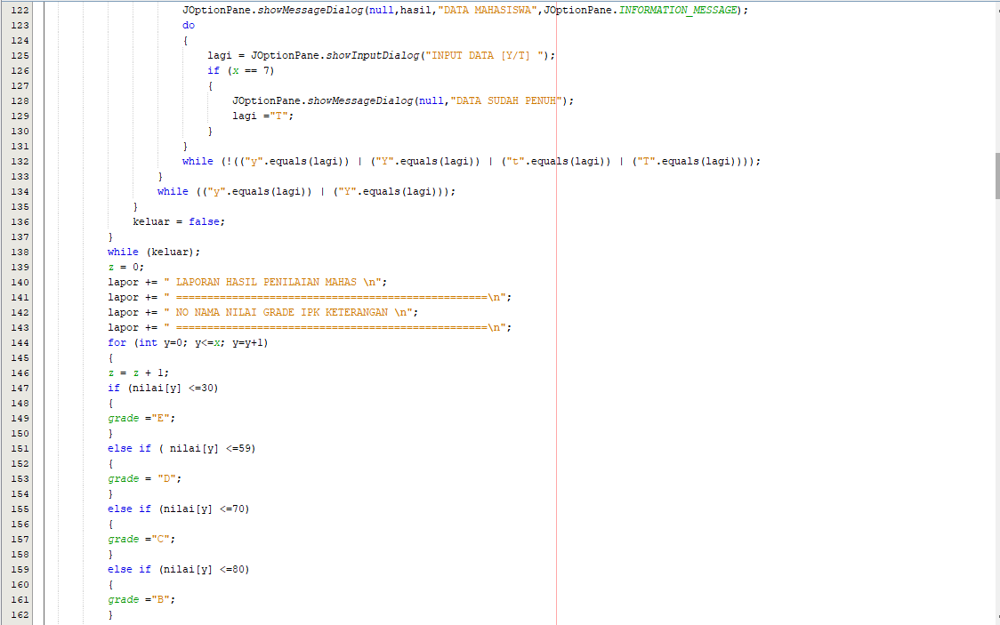 122 JOptionPane.showMessageDialog(null,hasil,"DATA MAHASISWA",JOptionPane.INFORMATION_MESSAGE);
123 do
124 {
125 lagi = JOptionPane.showInputDialog("INPUT DATA [Y/T] ");
126 if (x == 7)
127 {
128 JOptionPane.showMessageDialog(null,"DATA SUDAH PENUH");
129 lagi ="T";
130 }
131 }
132 while (!(("y".equals(lagi)) | ("Y".equals(lagi)) | ("t".equals(lagi)) | ("T".equals(lagi))));
133 }
134 while (("y".equals(lagi)) | ("Y".equals(lagi)));
135 }
136 keluar = false;
137 }
138 while (keluar);
139 z = 0;
140 lapor += " LAPORAN HASIL PENILAIAN MAHAS \n";
141 lapor += " ==================================================\n";
142 lapor += " NO NAMA NILAI GRADE IPK KETERANGAN \n";
143 lapor += " ==================================================\n";
144 for (int y=0; y<=x; y=y+1)
145 {
146 z = z + 1;
147 if (nilai[y] <=30)
148 {
149 grade ="E";
150 }
151 else if ( nilai[y] <=59)
152 {
153 grade = "D";
154 }
155 else if (nilai[y] <=70)
156 {
157 grade ="C";
158 }
159 else if (nilai[y] <=80)
160 {
161 grade ="B";
162 }